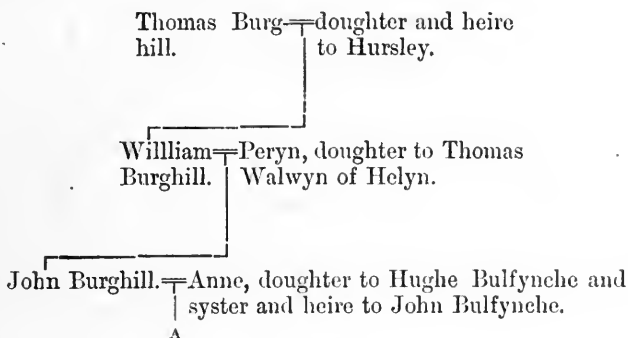 Thomas Burg-doughter and heire
hill. to Hursley.
Willliam Peryn, doughter to Thomas
Burghill. Walwyn of Helyn.
John Burghill. Anne, doughter to Hughe Bulfynche and
syster and heire to John Bulfynche.
A